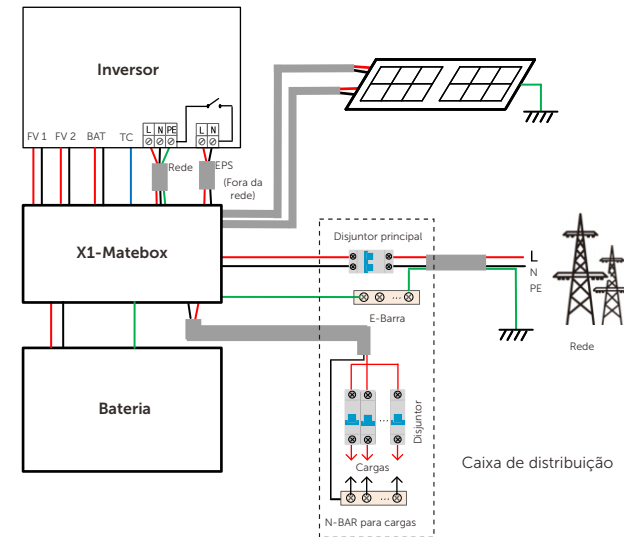 Inversor
FV 1 FV 2 BAT TC
L N PE
L N
Rede
EPS
(Fora da
rede)
X1-Matebox
Disjuntor principal
L
N
PE
E-Barra
Rede
Bateria
Disjuntor
Cargas
Caixa de distribuição
N-BAR para cargas